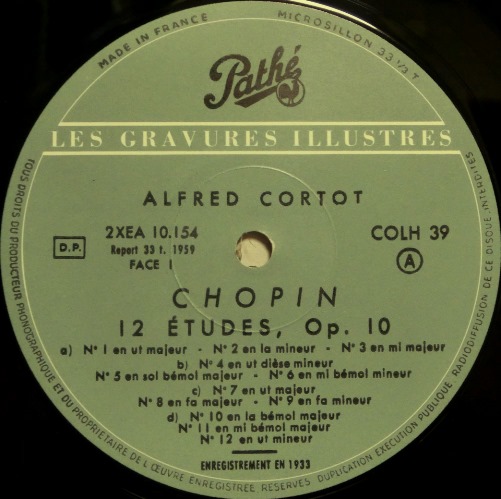 MADE IN FRANCE
MICROSILLON 33 1/3 T
Pathé
LES GRAVURES ILLUSTRES
ALFRED CORTOT
D.P.
2XEA 10.154
Report 33 t. 1959
FACE 1
COLH 39
A
CHOPIN
12 ÉTUDES, Op. 10
a) N° 1 en ut majeur - N° 2 en la mineur - N° 3 en mi majeur
b) N° 4 en ut dièse mineur
N° 5 en sol bémol majeur - N° 6 en mi bémol mineur
c) N° 7 en ut majeur
N° 8 en fa majeur - N° 9 en fa mineur
d) N° 10 en la bémol majeur
N° 11 en mi bémol majeur
N° 12 en ut mineur
ENREGISTREMENT EN 1933
TOUS DROITS DU PRODUCTEUR PHONOGRAPHIQUE ET DU PROPRIETAIRE DE L'ŒUVRE ENREGISTREE RESERVES DUPLICATION EXECUTION PUBLIQUE RADIODIFFUSION DE CE DISQUE INTERDITES